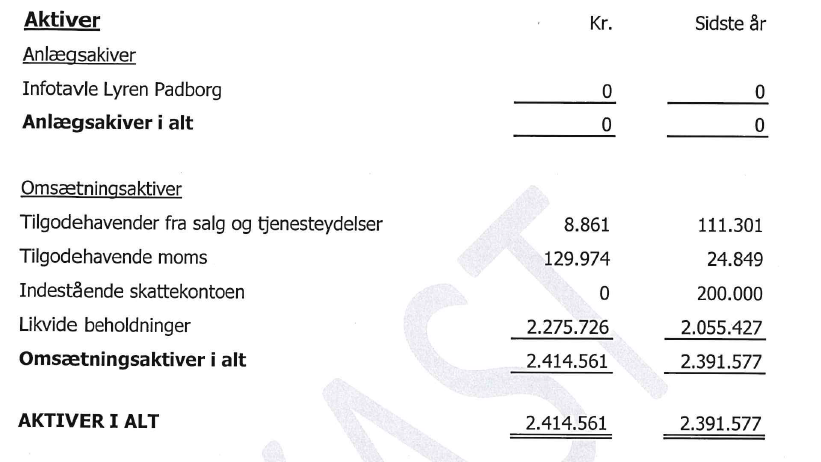 Aktiver Kr. Sidste år
Anlægsakiver
Infotavle Lyren Padborg 0 0
Anlægsakiver i alt 0 0
Omsætningsaktiver
Tilgodehavender fra salg og tjenesteydelser 8.861 111.301
Tilgodehavende moms 129.974 24.849
Indestående skattekontoen 0 200.000
Likvide beholdninger 2.275.726 2.055.427
Omsætningsaktiver i alt 2.414.561 2.391.577
AKTIVER I ALT 2.414.561 2.391.577